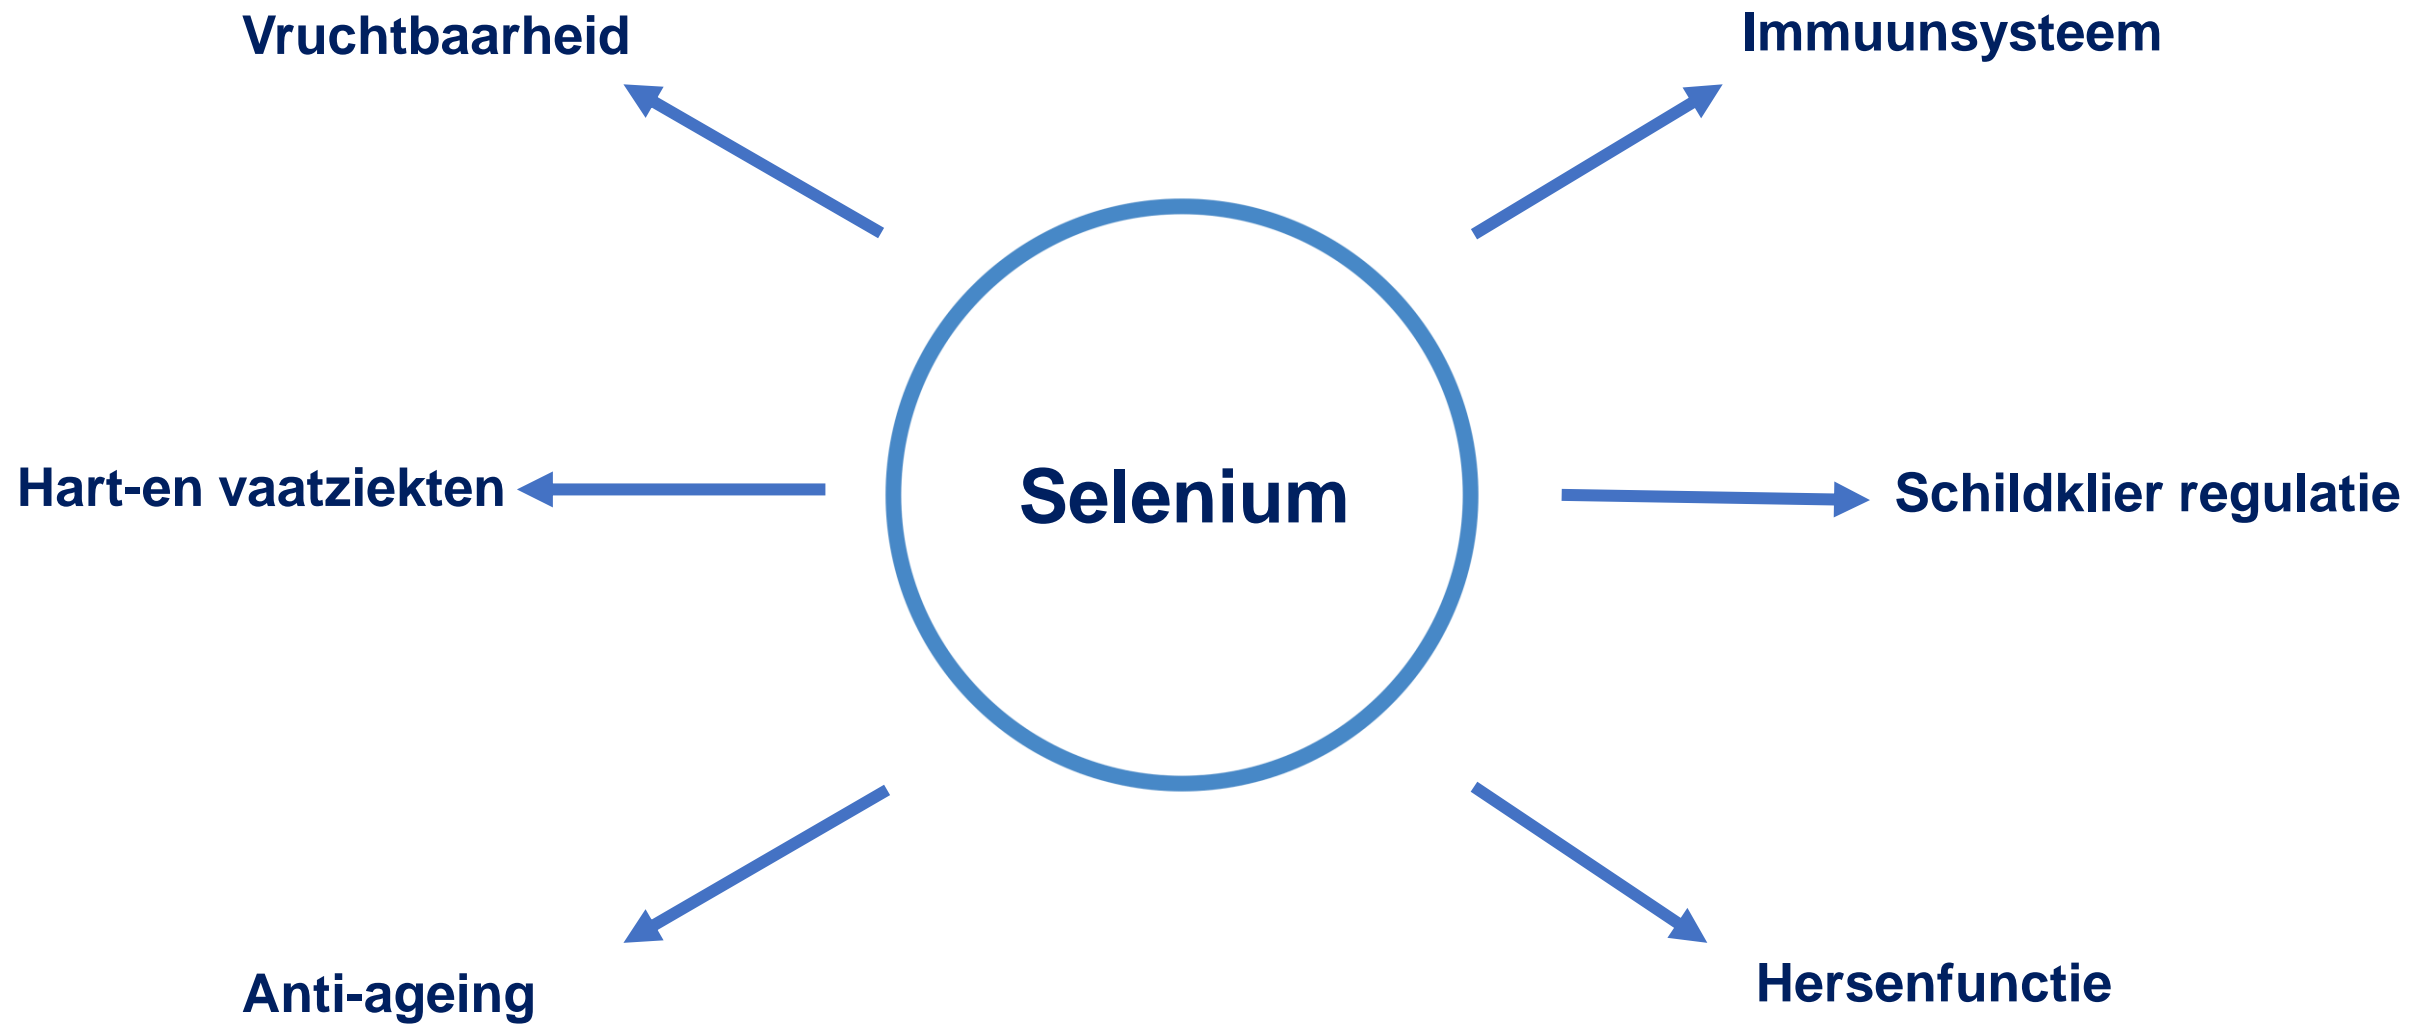 Vruchtbaarheid
Immuunsysteem
Hart-en vaatziekten
Selenium
Schildklier regulatie
Anti-ageing
Hersenfunctie